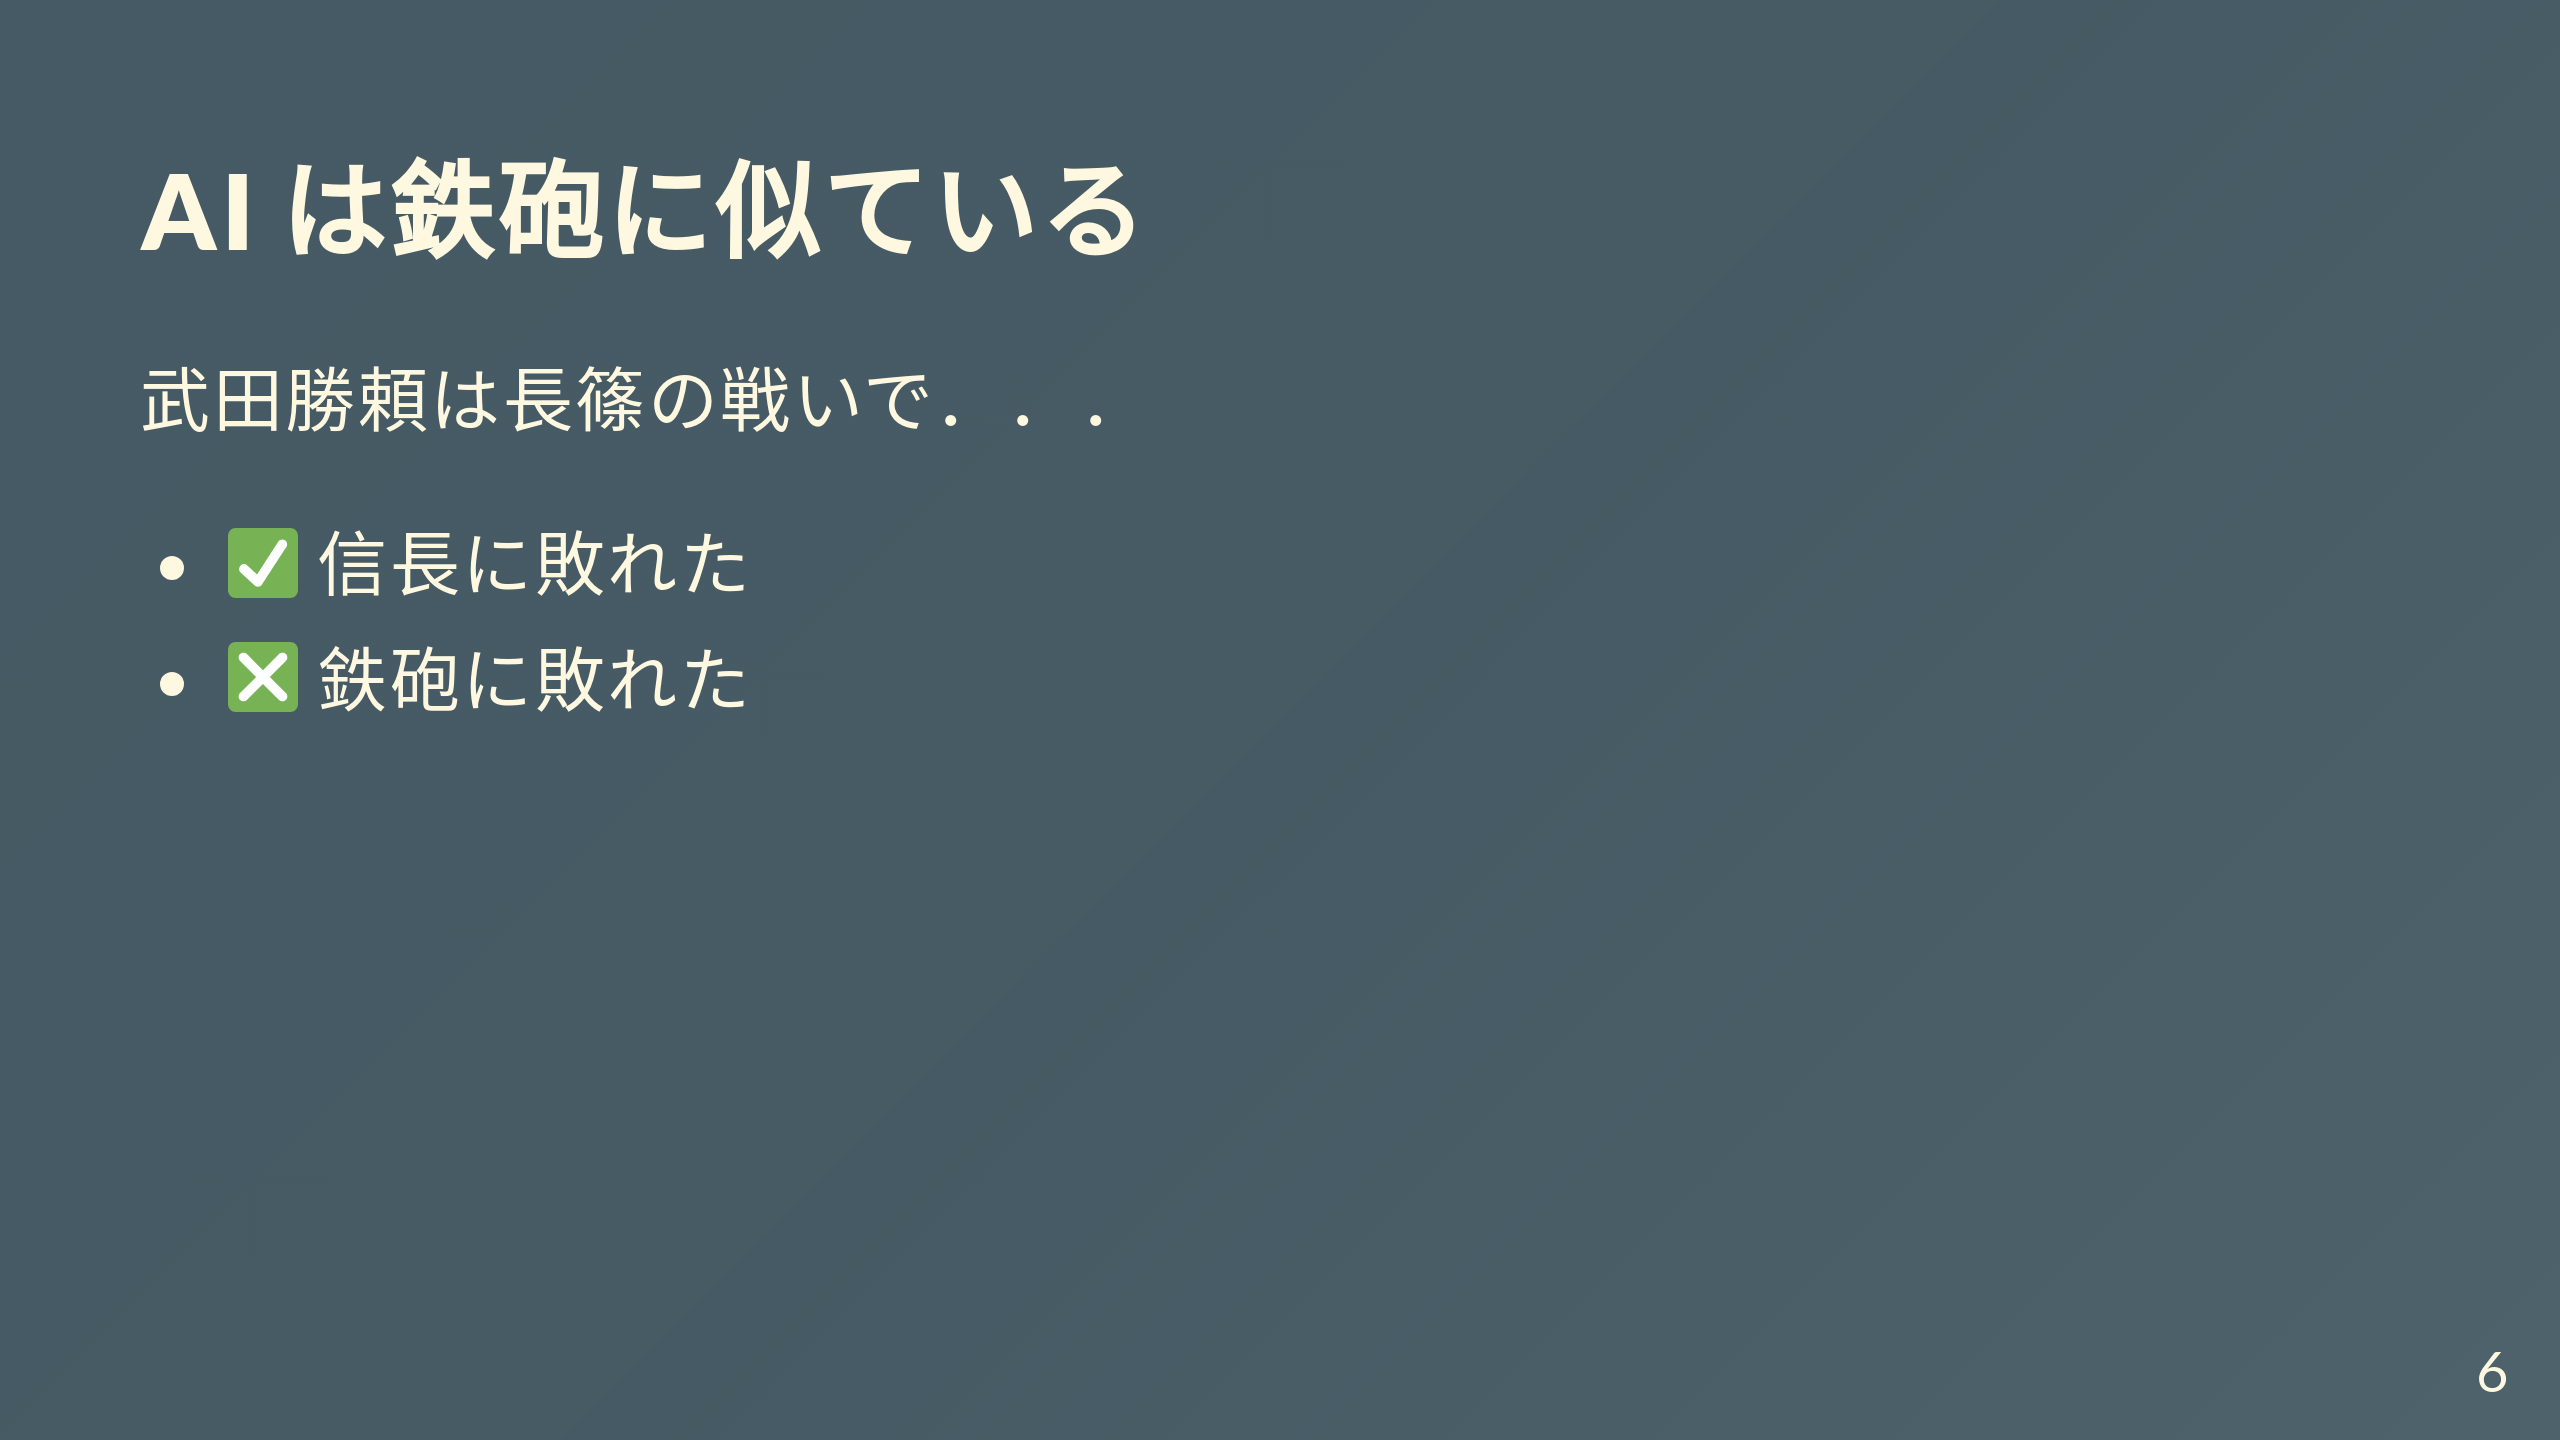 AI は鉄砲に似ている
武田勝頼は長篠の戦いで．．．
• ✅ 信長に敗れた
• ❎ 鉄砲に敗れた
6